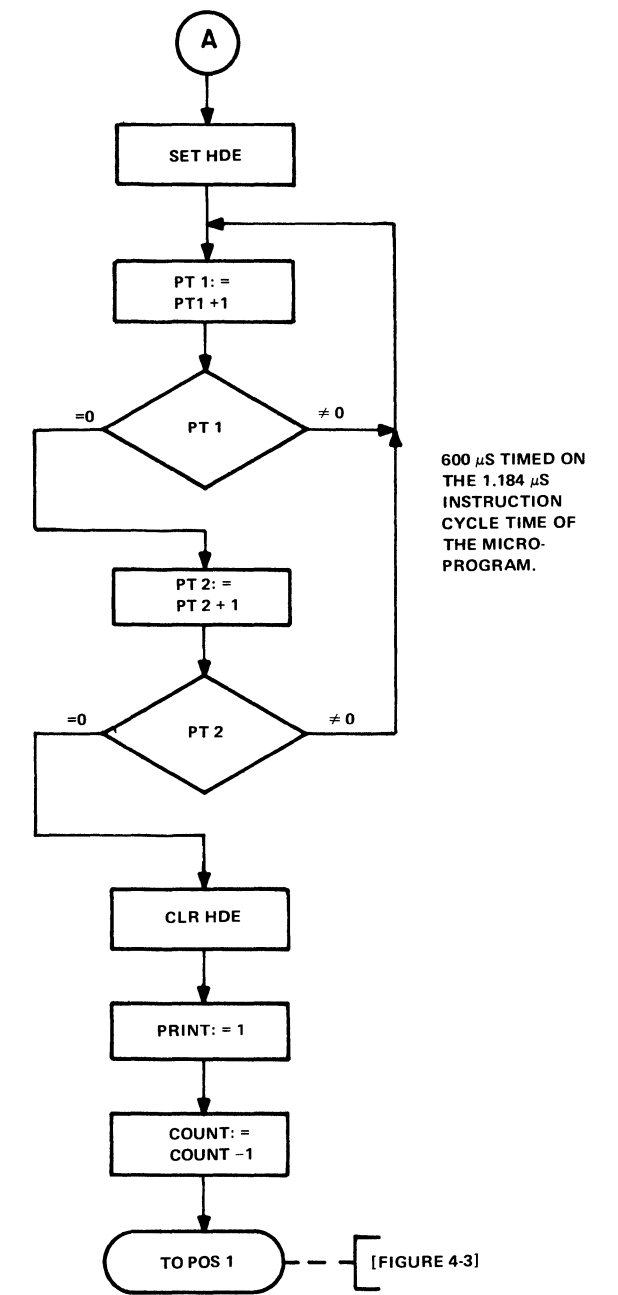 A
SET HDE
PT 1: =
PT1 +1
=0
PT 1
≠ 0
600 µS TIMED ON
THE 1.184 µS
INSTRUCTION
CYCLE TIME OF
THE MICRO-
PROGRAM.
PT 2: =
PT 2 + 1
=0
PT 2
≠ 0
CLR HDE
PRINT: = 1
COUNT: =
COUNT −1
TO POS 1
[FIGURE 4-3]